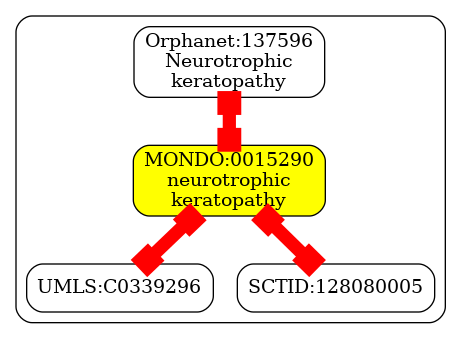 Orphanet:137596
Neurotrophic
keratopathy
MONDO:0015290
neurotrophic
keratopathy
UMLS:C0339296
SCTID:128080005